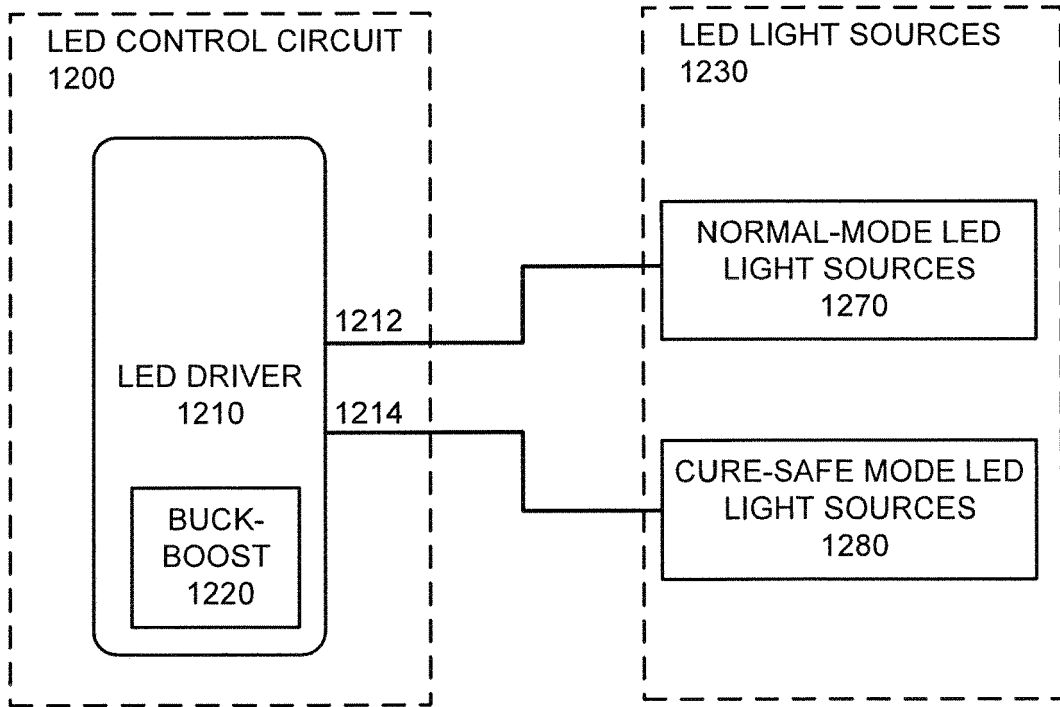 LED CONTROL CIRCUIT
1200
LED DRIVER
1210
BUCK-
BOOST
1220
1212
1214
LED LIGHT SOURCES
1230
NORMAL-MODE LED
LIGHT SOURCES
1270
CURE-SAFE MODE LED
LIGHT SOURCES
1280